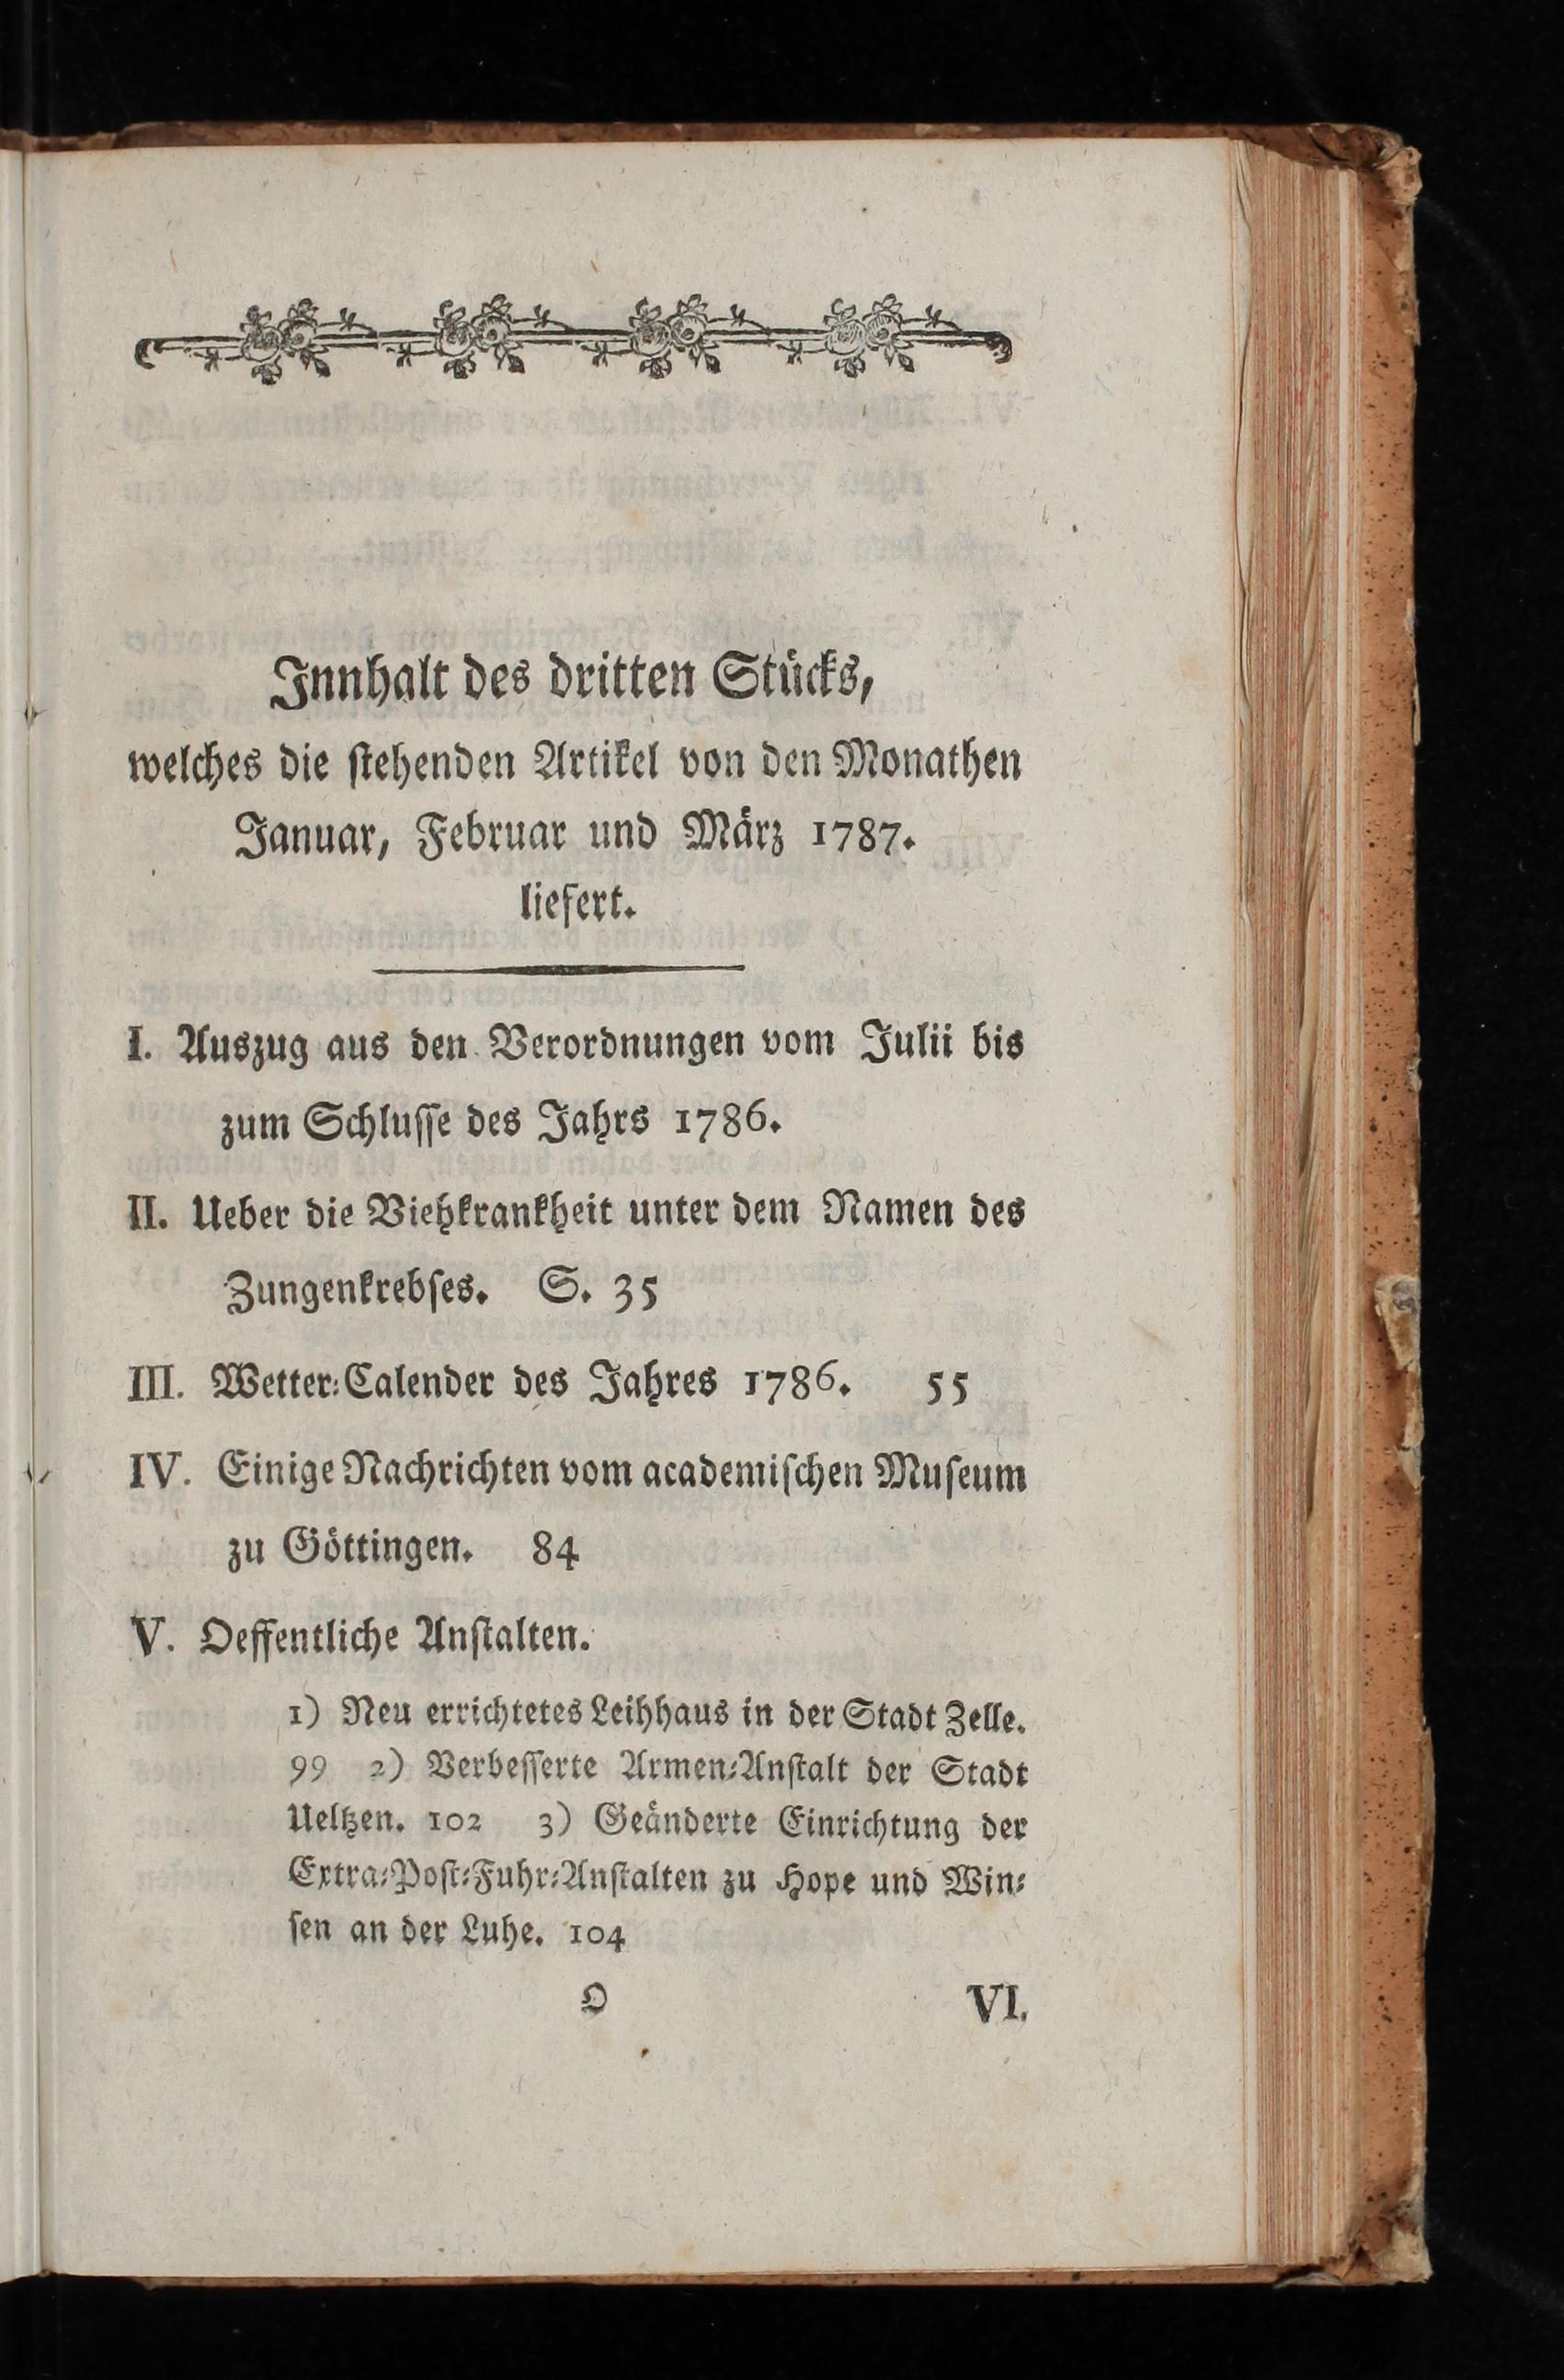 Innhalt des dritten Stücks,
welches die stehenden Artikel von den Monathen
Januar, Februar und März 1787.
liefert.
I. Auszug aus den Verordnungen vom Julii bis
zum Schlusse des Jahrs 1786.
II. Ueber die Viehkrankheit unter dem Namen des
Zungenkrebses. S. 35
III. Wetter-Calender des Jahres 1786. 55
IV. Einige Nachrichten vom academischen Museum
zu Göttingen. 84
V. Oeffentliche Anstalten.
1) Neu errichtetes Leihhaus in der Stadt Zelle.
99 2) Verbesserte Armen-Anstalt der Stadt
Ueltzen. 102 3) Geänderte Einrichtung der
Extra-Post-Fuhr-Anstalten zu Hope und Win-
sen an der Luhe. 104
O VI.